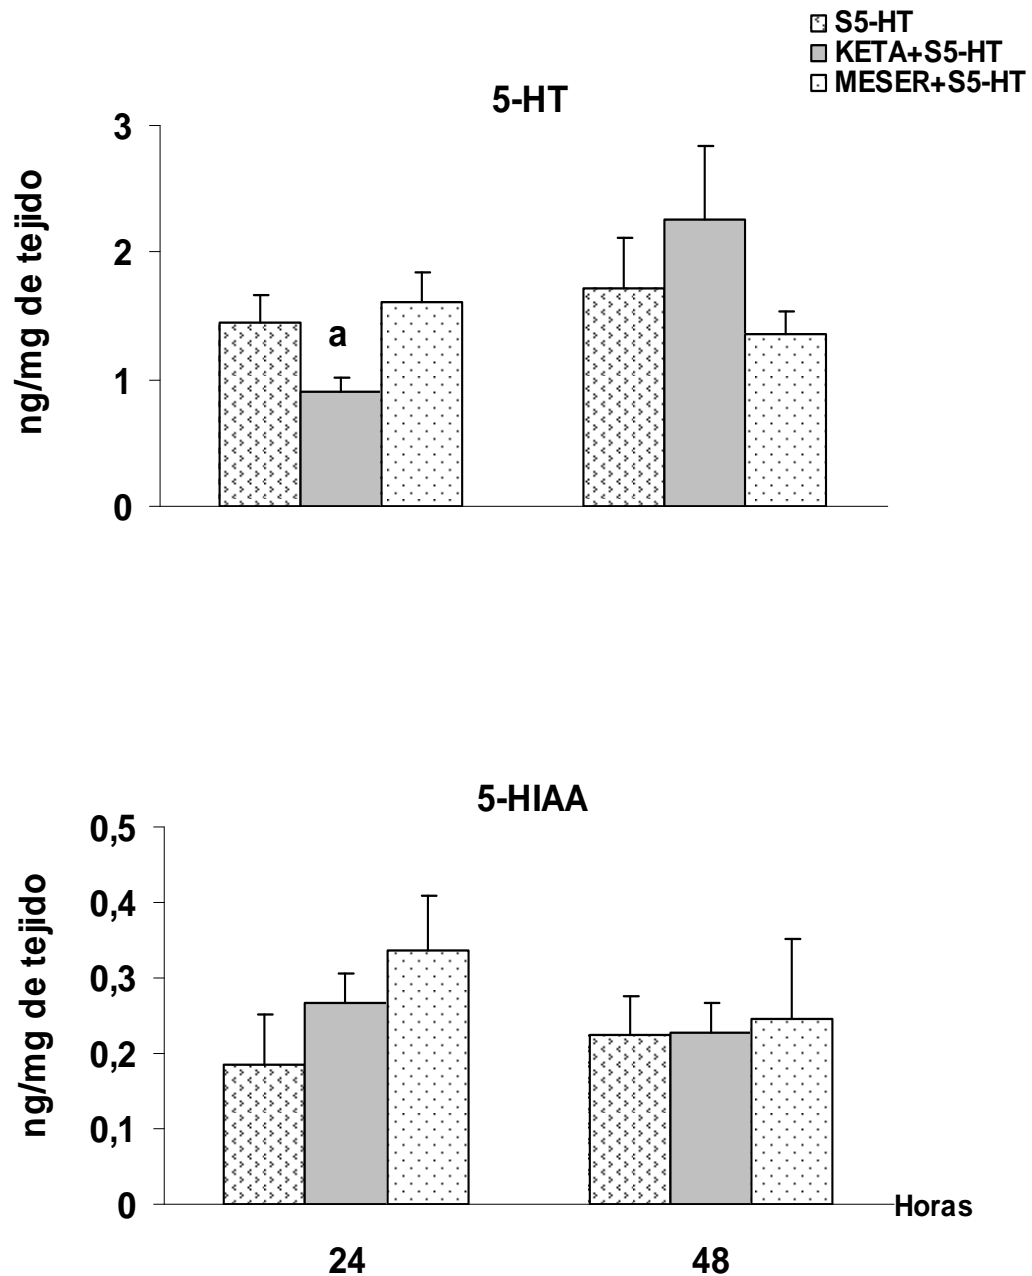 S5-HT
KETA+S5-HT
MESER+S5-HT
5-HT
ng/mg de tejido
3
2
1
0
a
5-HIAA
ng/mg de tejido
0,5
0,4
0,3
0,2
0,1
0
Horas
24 48